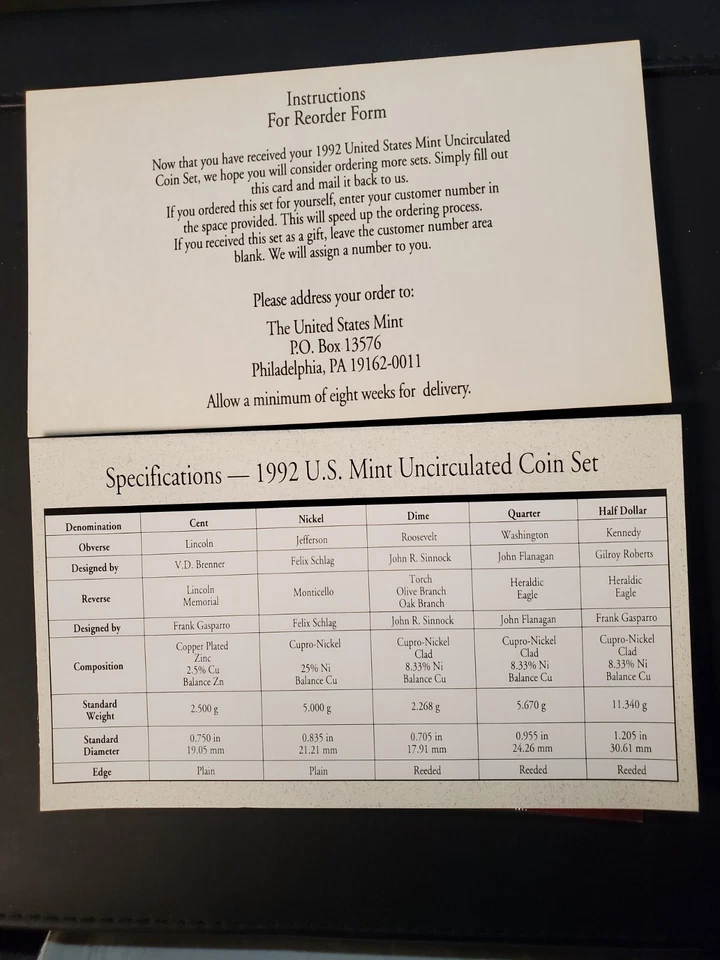 Instructions
For Reorder Form
Now that you have received your 1992 United States Mint Uncirculated
Coin Set, we hope you will consider ordering more sets. Simply fill out
this card and mail it back to us.
If you ordered this set for yourself, enter your customer number in
the space provided. This will speed up the ordering process.
If you received this set as a gift, leave the customer number area
blank. We will assign a number to you.
Please address your order to:
The United States Mint
P.O. Box 13576
Philadelphia, PA 19162-0011
Allow a minimum of eight weeks for delivery.
Specifications — 1992 U.S. Mint Uncirculated Coin Set
Denomination Cent Nickel Dime Quarter Half Dollar
Obverse Lincoln Jefferson Roosevelt Washington Kennedy
Designed by V.D. Brenner Felix Schlag John R. Sinnock John Flanagan Gilroy Roberts
Reverse Lincoln Memorial Monticello Torch Olive Branch Oak Branch Heraldic Eagle Heraldic Eagle
Designed by Frank Gasparro Felix Schlag John R. Sinnock John Flanagan Frank Gasparro
Composition Copper Plated Zinc 2.5% Cu Balance Zn Cupro-Nickel 25% Ni Balance Cu Cupro-Nickel Clad 8.33% Ni Balance Cu Cupro-Nickel Clad 8.33% Ni Balance Cu Cupro-Nickel Clad 8.33% Ni Balance Cu
Standard Weight 2.500 g 5.000 g 2.268 g 5.670 g 11.340 g
Standard Diameter 0.750 in 19.05 mm 0.835 in 21.21 mm 0.705 in 17.91 mm 0.955 in 24.26 mm 1.205 in 30.61 mm
Edge Plain Plain Reeded Reeded Reeded